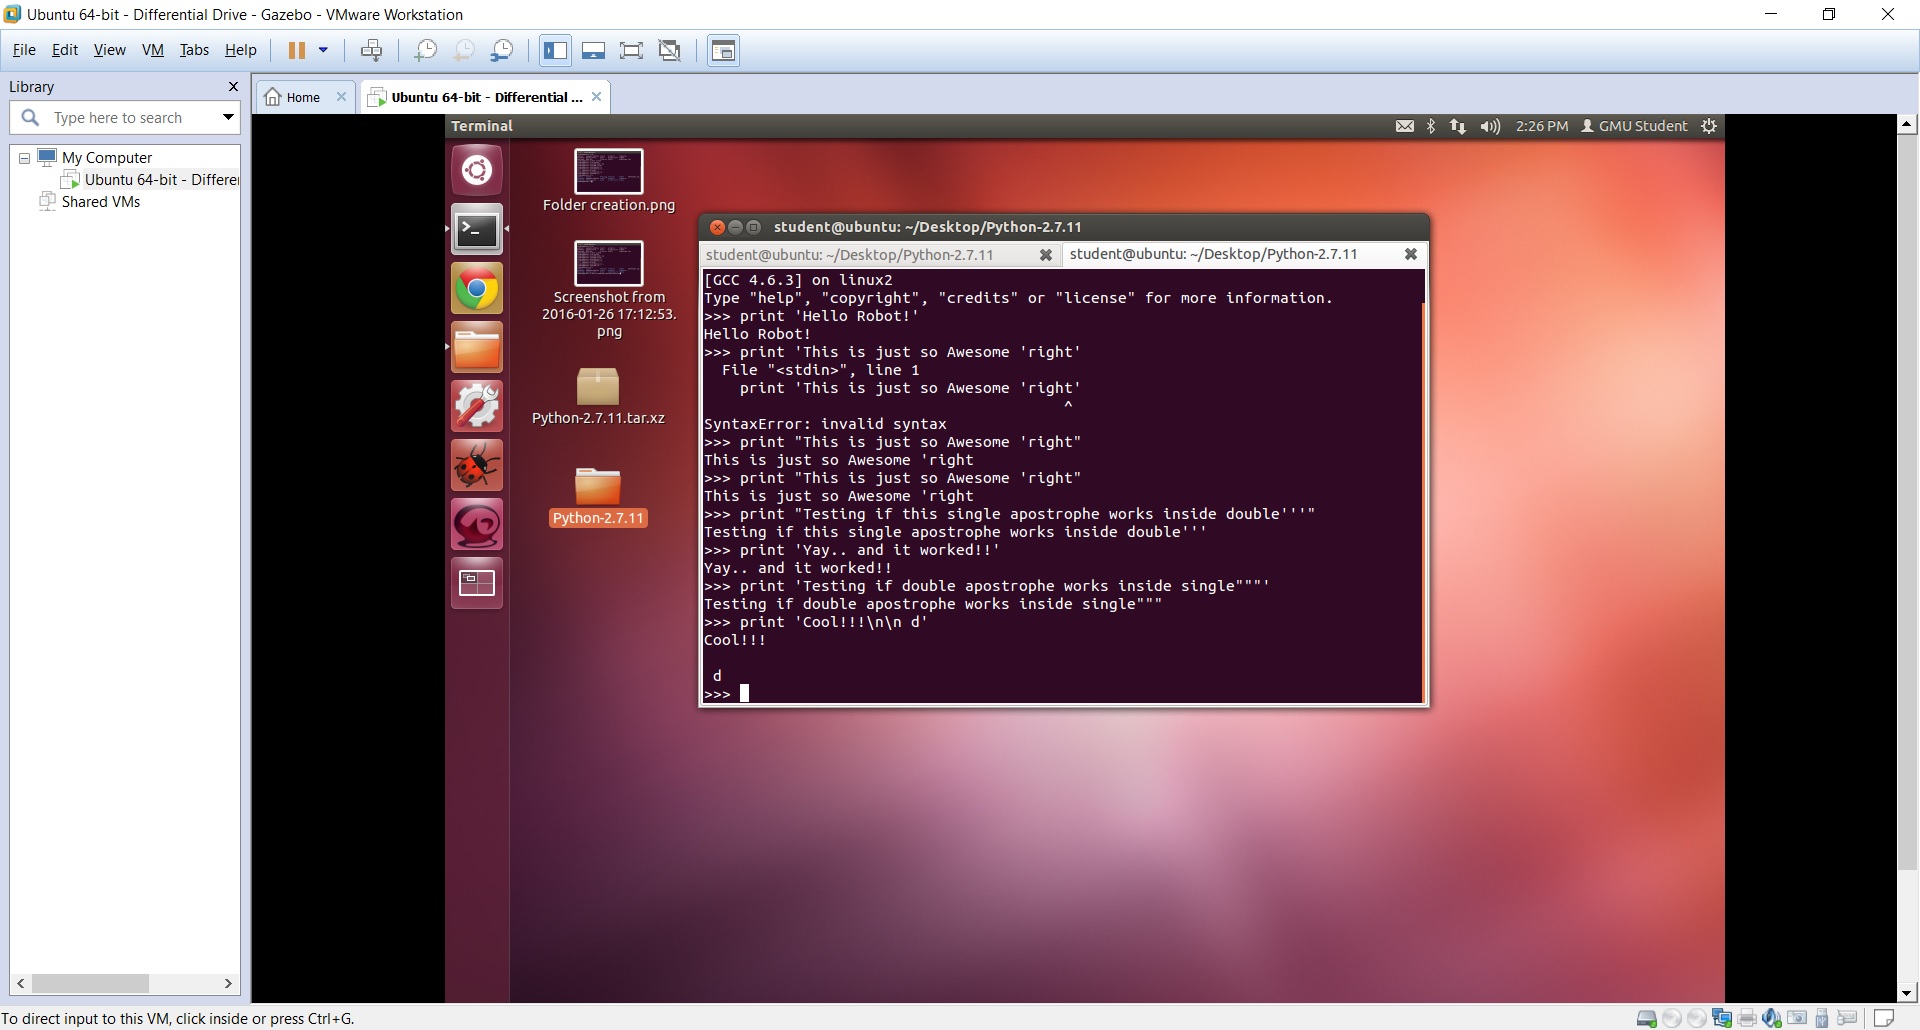 Ubuntu 64-bit - Differential Drive - Gazebo - VMware Workstation
File Edit View VM Tabs Help
Library
Type here to search
My Computer
Ubuntu 64-bit - Differe
Shared VMs
Home
Ubuntu 64-bit - Differential ...
Terminal
2:26 PM GMU Student
Folder creation.png
Screenshot from
2016-01-26 17:12:53.
png
Python-2.7.11.tar.xz
Python-2.7.11
student@ubuntu: ~/Desktop/Python-2.7.11
student@ubuntu: ~/Desktop/Python-2.7.11
student@ubuntu: ~/Desktop/Python-2.7.11
[GCC 4.6.3] on linux2
Type "help", "copyright", "credits" or "license" for more information.
>>> print 'Hello Robot!'
Hello Robot!
>>> print 'This is just so Awesome 'right'
  File "<stdin>", line 1
    print 'This is just so Awesome 'right'
                                        ^
SyntaxError: invalid syntax
>>> print "This is just so Awesome 'right"
This is just so Awesome 'right
>>> print "This is just so Awesome 'right"
This is just so Awesome 'right
>>> print "Testing if this single apostrophe works inside double'''"
Testing if this single apostrophe works inside double'''
>>> print 'Yay.. and it worked!!'
Yay.. and it worked!!
>>> print 'Testing if double apostrophe works inside single"""'
Testing if double apostrophe works inside single"""
>>> print 'Cool!!!\n\n d'
Cool!!!

 d
>>>
To direct input to this VM, click inside or press Ctrl+G.